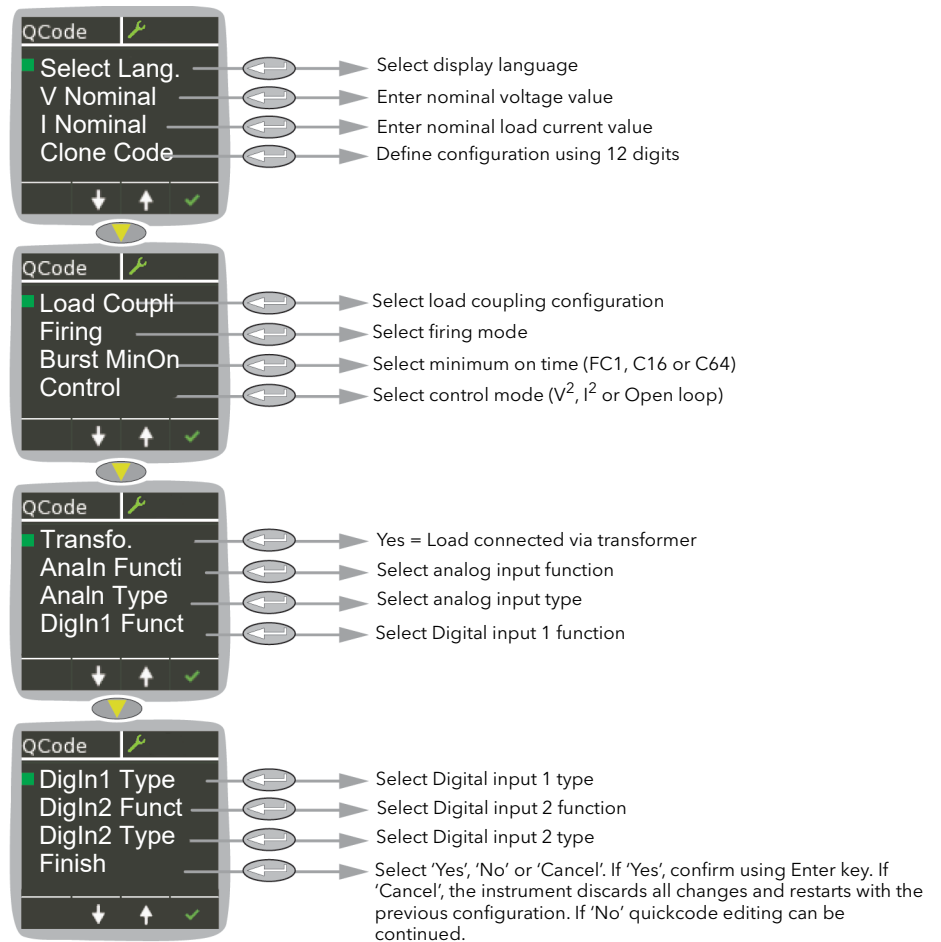 QCode
Select Lang.
Select display language
V Nominal
Enter nominal voltage value
I Nominal
Enter nominal load current value
Clone Code
Define configuration using 12 digits
QCode
Load Coupli
Select load coupling configuration
Firing
Select firing mode
Burst MinOn
Select minimum on time (FC1, C16 or C64)
Control
Select control mode (V², I² or Open loop)
QCode
Transfo.
Yes = Load connected via transformer
AnaIn Functi
Select analog input function
AnaIn Type
Select analog input type
DigIn1 Funct
Select Digital input 1 function
QCode
DigIn1 Type
Select Digital input 1 type
DigIn2 Funct
Select Digital input 2 function
DigIn2 Type
Select Digital input 2 type
Finish
Select ‘Yes’, ‘No’ or ‘Cancel’. If ‘Yes’, confirm using Enter key. If
‘Cancel’, the instrument discards all changes and restarts with the
previous configuration. If ‘No’ quickcode editing can be
continued.